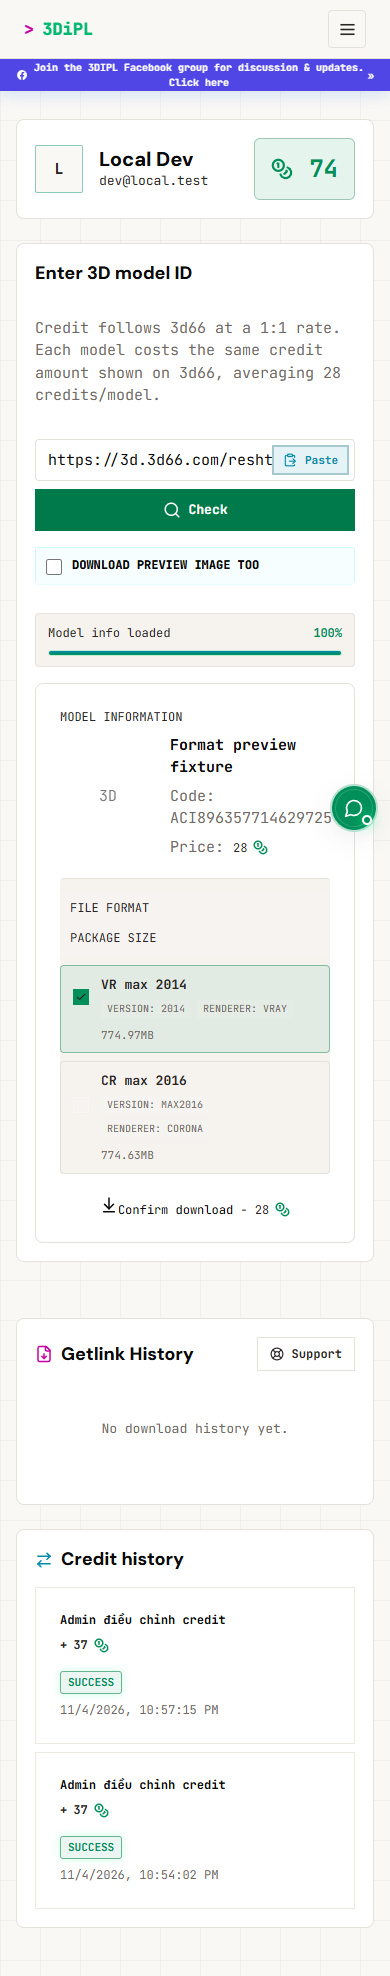 > 3DiPL
Join the 3DIPL Facebook group for discussion & updates. »
Click here
L
Local Dev
dev@local.test
74
Enter 3D model ID
Credit follows 3d66 at a 1:1 rate.
Each model costs the same credit
amount shown on 3d66, averaging 28
credits/model.
https://3d.3d66.com/resht
Paste
Check
DOWNLOAD PREVIEW IMAGE TOO
Model info loaded 100%
MODEL INFORMATION
3D
Format preview
fixture
Code:
ACI896357714629725
Price: 28
FILE FORMAT
PACKAGE SIZE
VR max 2014
VERSION: 2014 RENDERER: VRAY
774.97MB
CR max 2016
VERSION: MAX2016
RENDERER: CORONA
774.63MB
Confirm download - 28
Getlink History
Support
No download history yet.
Credit history
Admin điều chỉnh credit
+ 37
SUCCESS
11/4/2026, 10:57:15 PM
Admin điều chỉnh credit
+ 37
SUCCESS
11/4/2026, 10:54:02 PM